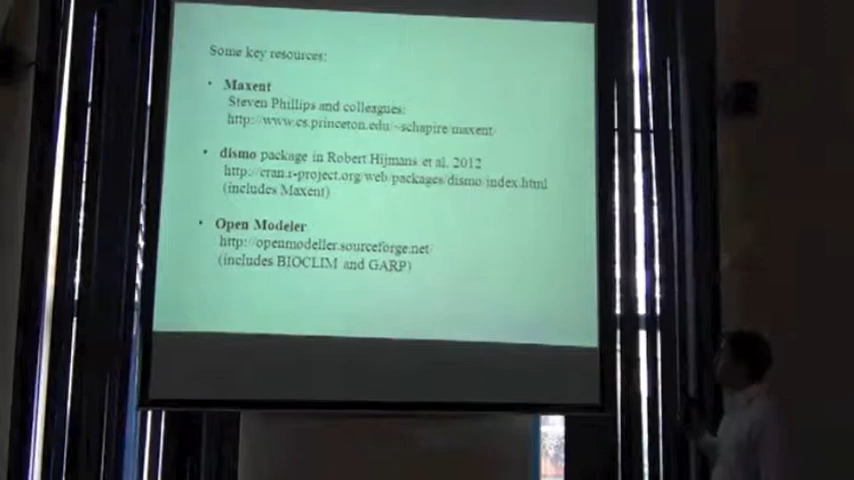 Some key resources:
• Maxent
Steven Phillips and colleagues:
http://www.cs.princeton.edu/~schapire/maxent/
• dismo package in Robert Hijmans et al. 2012
http://cran.r-project.org/web/packages/dismo/index.html
(includes Maxent)
• Open Modeler
http://openmodeller.sourceforge.net/
(includes BIOCLIM and GARP)